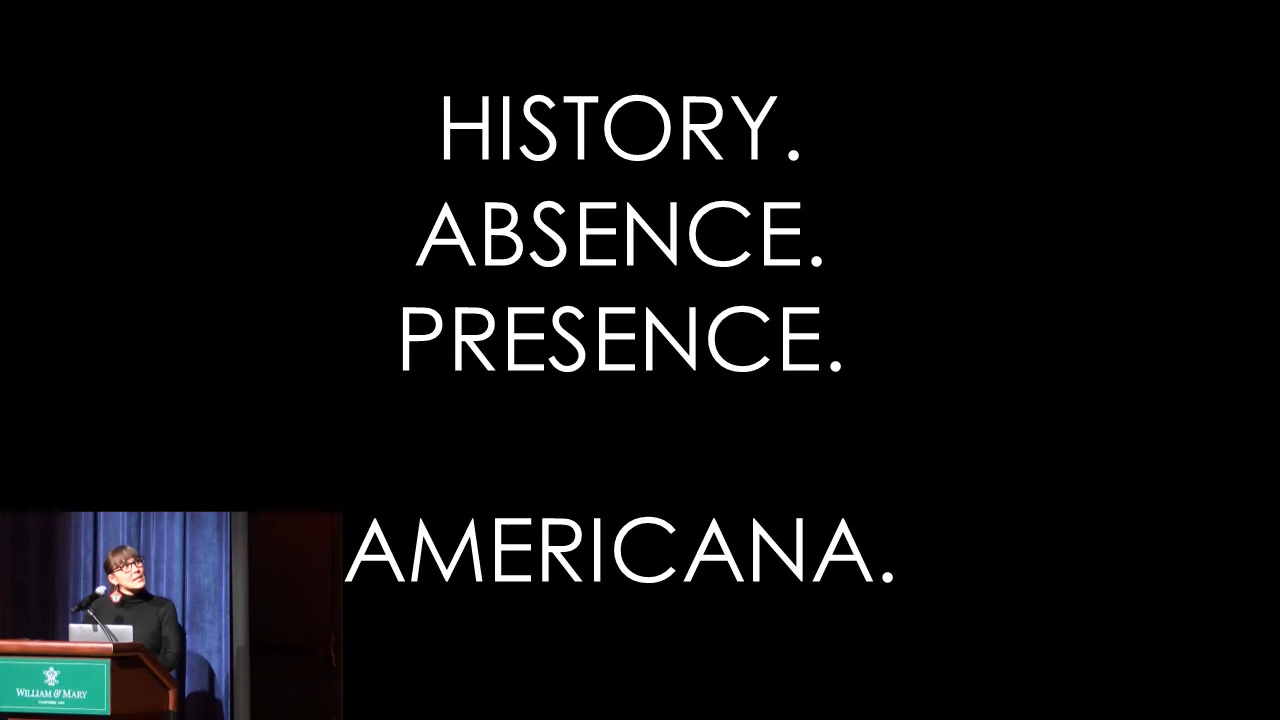 HISTORY.
ABSENCE.
PRESENCE.
AMERICANA.
WILLIAM & MARY